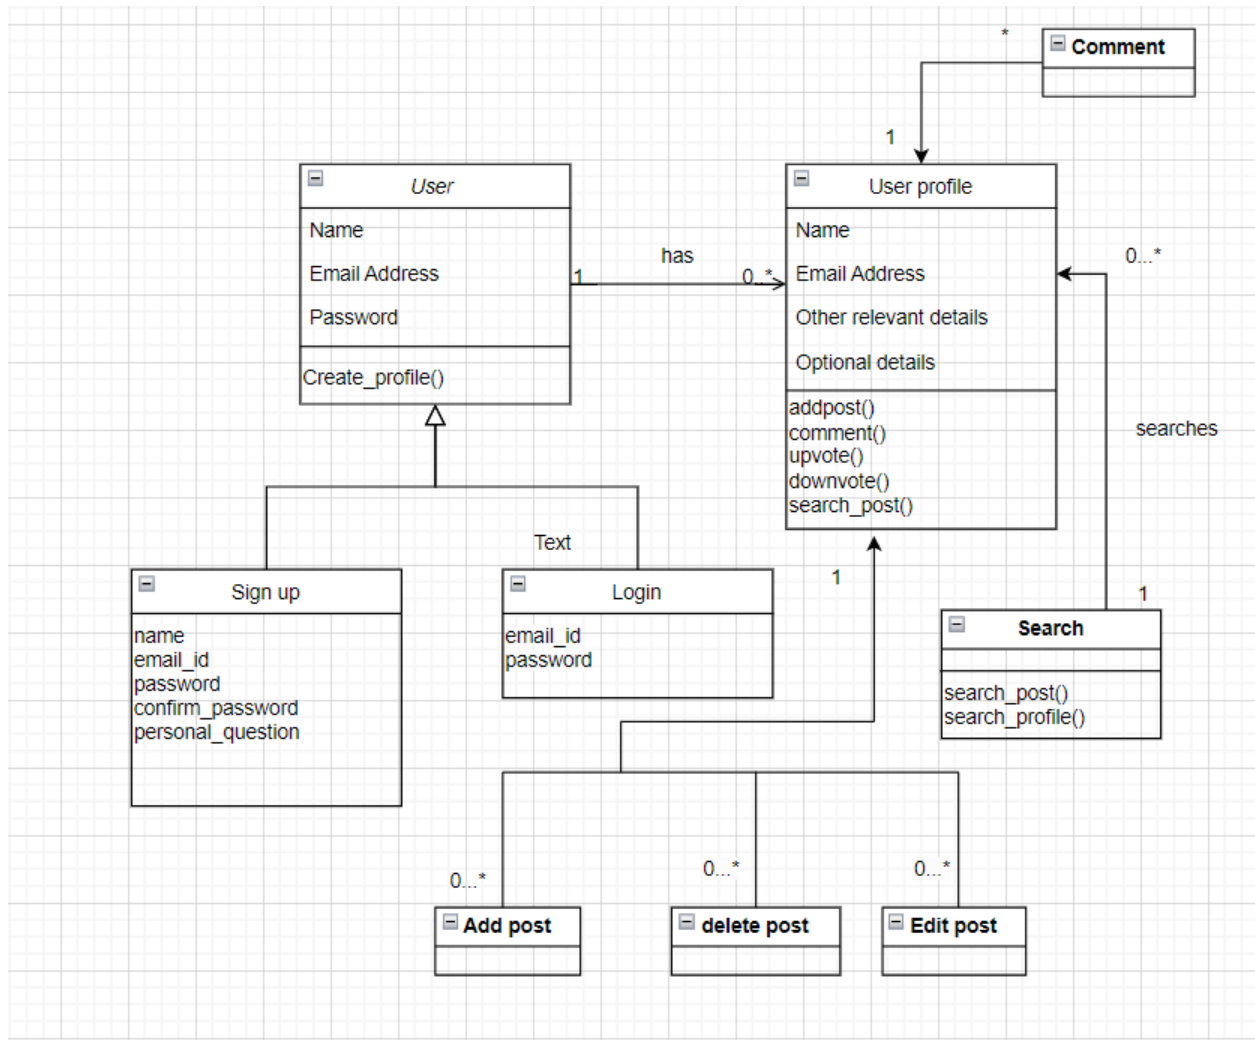 *
Comment
1
User
Name
Email Address
Password
Create_profile()
1
has
0...*
User profile
Name
Email Address
Other relevant details
Optional details
addpost()
comment()
upvote()
downvote()
search_post()
0...*
searches
1
Text
Sign up
name
email_id
password
confirm_password
personal_question
Login
email_id
password
1
Search
search_post()
search_profile()
0...*
Add post
0...*
delete post
0...*
Edit post